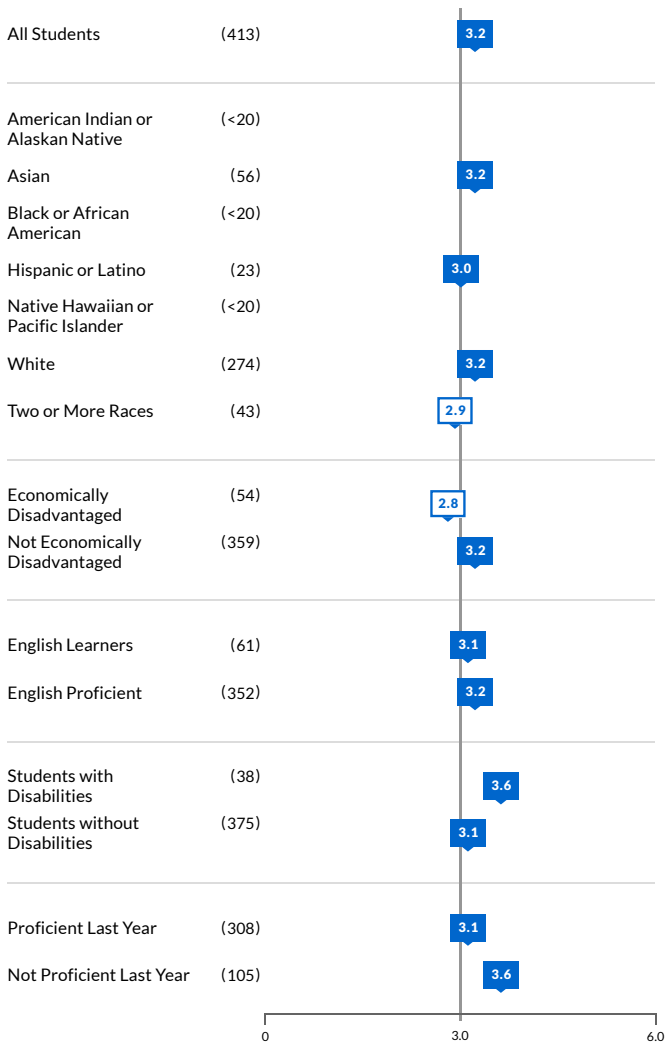 All Students (413) 3.2
American Indian or (<20)
Alaskan Native
Asian (56) 3.2
Black or African (<20)
American
Hispanic or Latino (23) 3.0
Native Hawaiian or (<20)
Pacific Islander
White (274) 3.2
Two or More Races (43) 2.9
Economically (54) 2.8
Disadvantaged
Not Economically (359) 3.2
Disadvantaged
English Learners (61) 3.1
English Proficient (352) 3.2
Students with (38) 3.6
Disabilities
Students without (375) 3.1
Disabilities
Proficient Last Year (308) 3.1
Not Proficient Last Year (105) 3.6
0 3.0 6.0